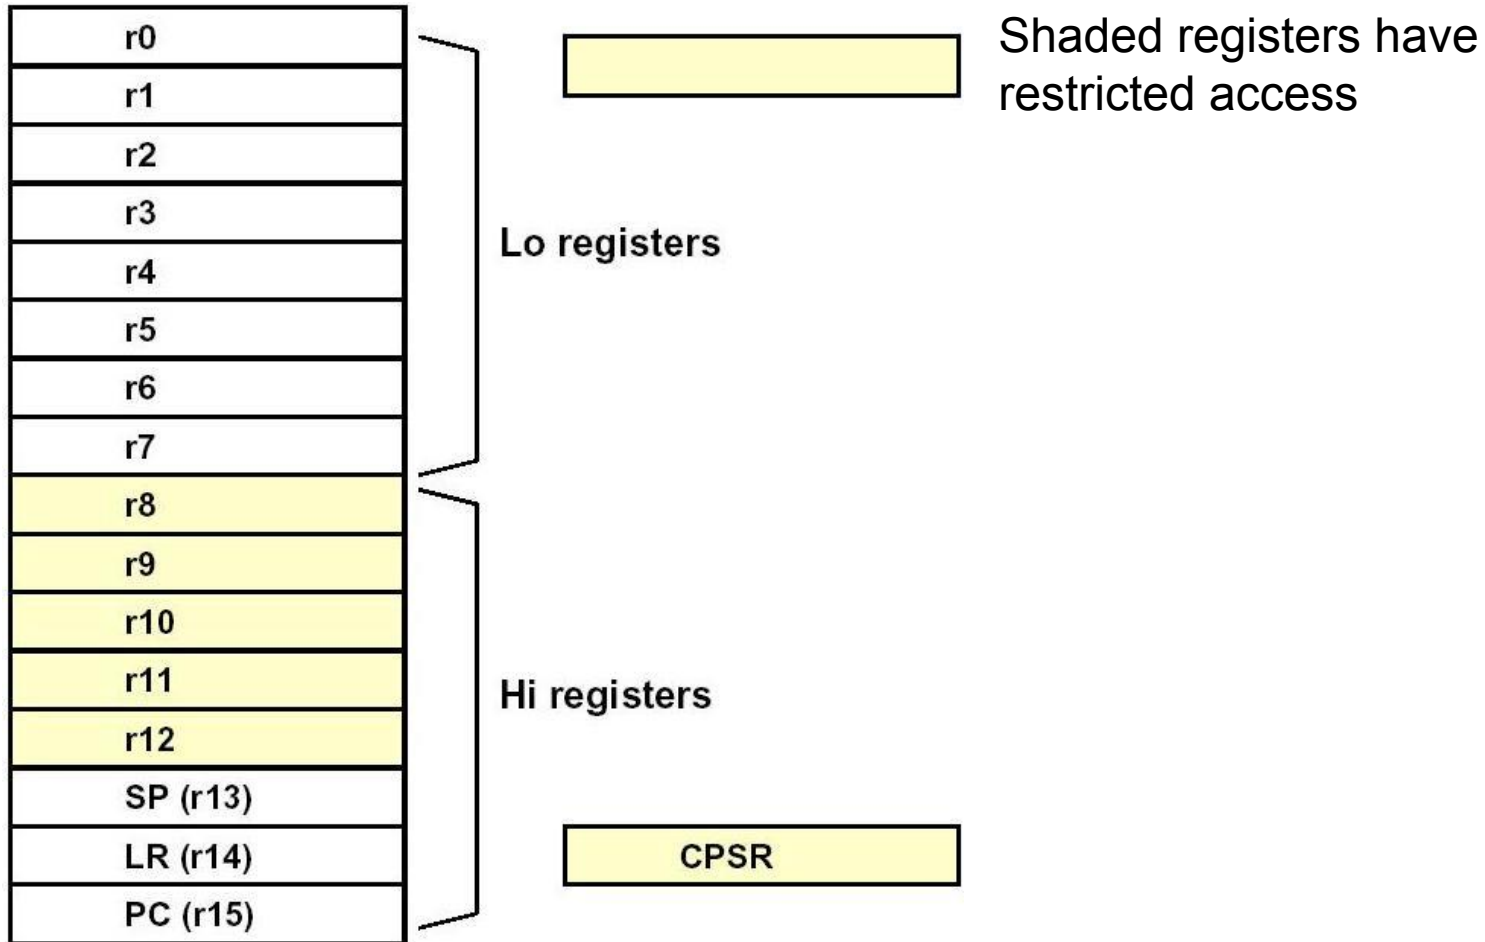 r0
r1
r2
r3
r4
r5
r6
r7
r8
r9
r10
r11
r12
SP (r13)
LR (r14)
PC (r15)
Lo registers
Hi registers
Shaded registers have
restricted access
CPSR